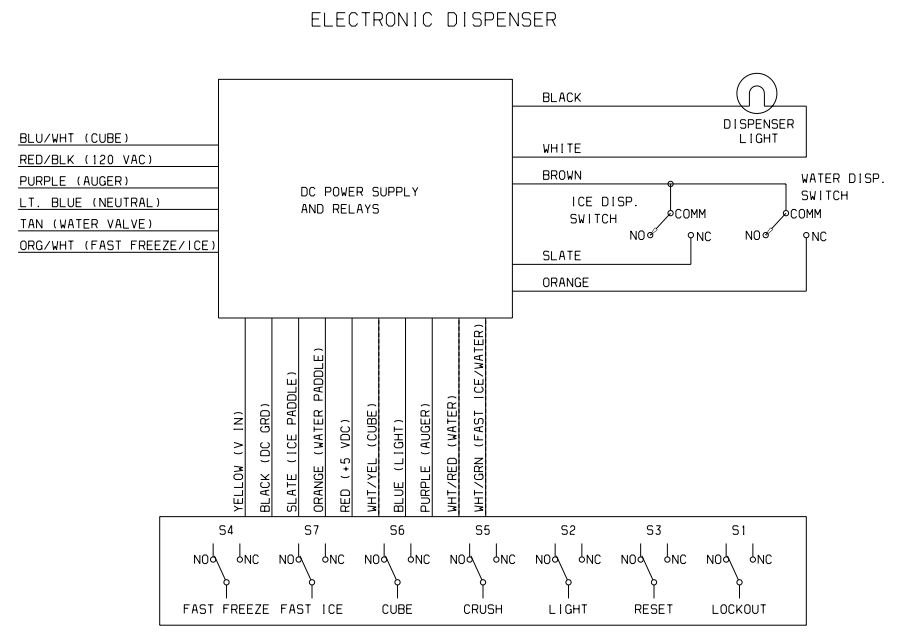 ELECTRONIC DISPENSER
BLU/WHT (CUBE)
RED/BLK (120 VAC)
PURPLE (AUGER)
LT. BLUE (NEUTRAL)
TAN (WATER VALVE)
ORG/WHT (FAST FREEZE/ICE)
DC POWER SUPPLY
AND RELAYS
BLACK
DISPENSER
LIGHT
WHITE
BROWN
ICE DISP.
SWITCH
COMM
NO
NC
WATER DISP.
SWITCH
COMM
NO
NC
SLATE
ORANGE
YELLOW (V IN)
BLACK (DC GRD)
SLATE (ICE PADDLE)
ORANGE (WATER PADDLE)
RED (+5 VDC)
WHT/YEL (CUBE)
BLUE (LIGHT)
PURPLE (AUGER)
WHT/RED (WATER)
WHT/GRN (FAST ICE/WATER)
S4 S7 S6 S5 S2 S3 S1
NO NC NO NC NO NC NO NC NO NC NO NC NO NC
FAST FREEZE FAST ICE CUBE CRUSH LIGHT RESET LOCKOUT